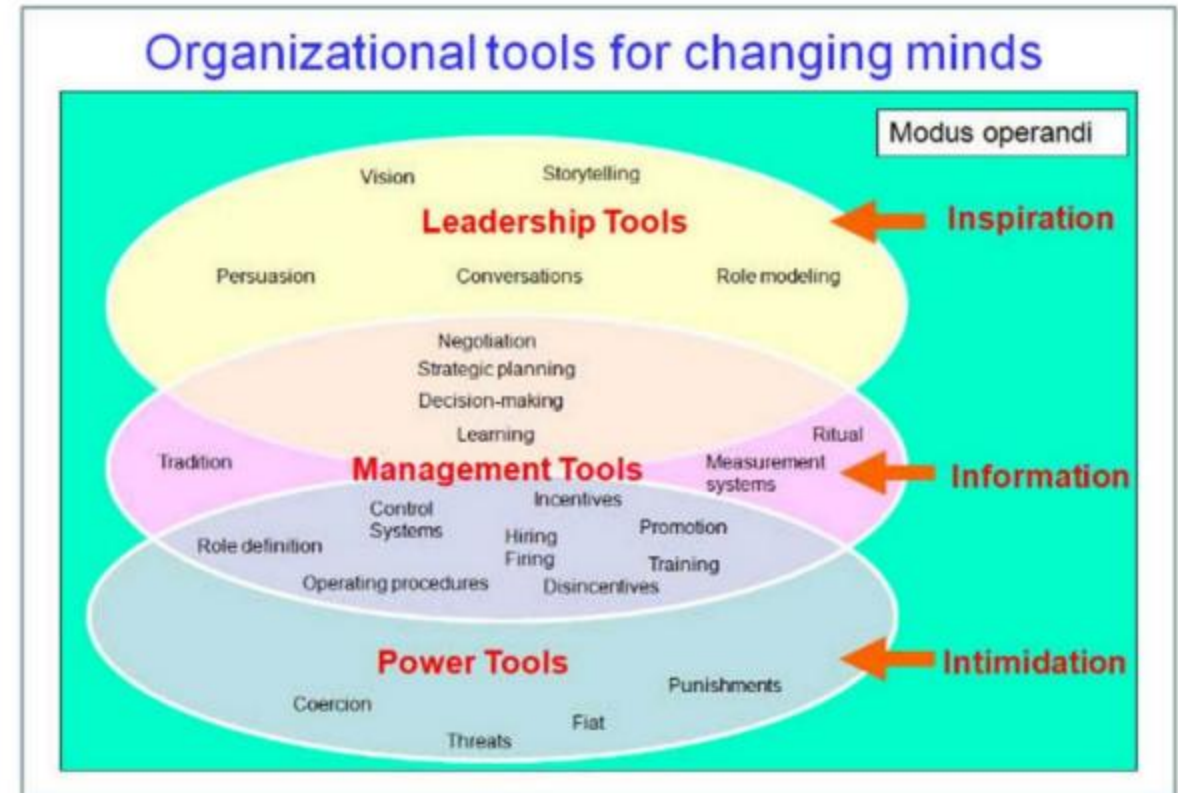 Organizational tools for changing minds
Modus operandi
Vision
Storytelling
Leadership Tools
Inspiration
Persuasion
Conversations
Role modeling
Negotiation
Strategic planning
Decision-making
Learning
Ritual
Tradition
Management Tools
Measurement
systems
Information
Incentives
Control
Systems
Hiring
Firing
Promotion
Role definition
Training
Operating procedures
Disincentives
Power Tools
Intimidation
Punishments
Coercion
Fiat
Threats